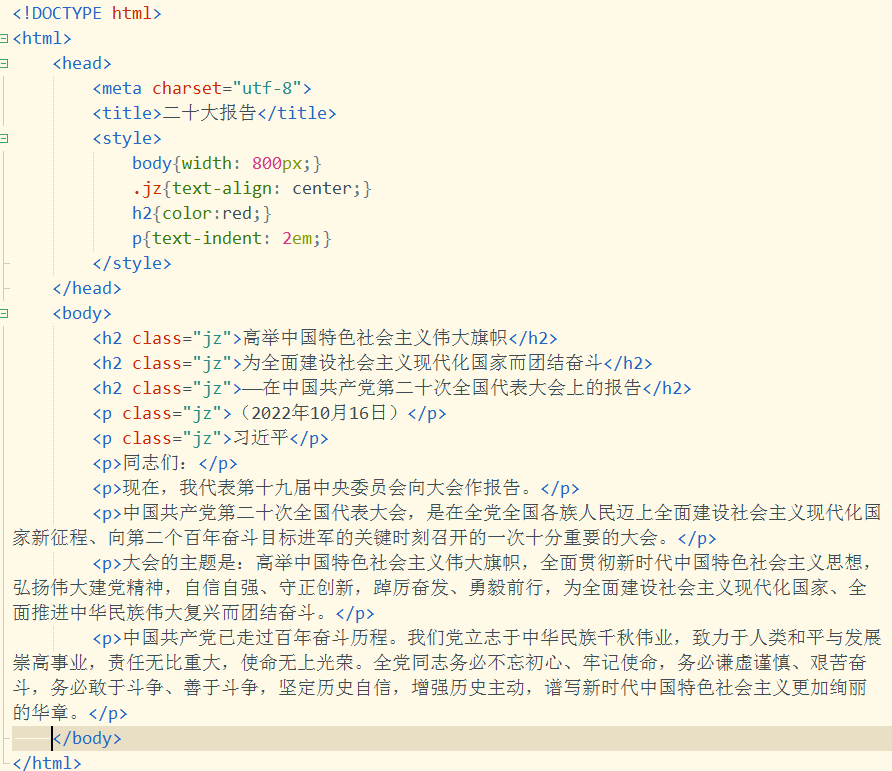 <!DOCTYPE html>
<html>
<head>
<meta charset="utf-8">
<title>二十大报告</title>
<style>
body{width: 800px;}
.jz{text-align: center;}
h2{color:red;}
p{text-indent: 2em;}
</style>
</head>
<body>
<h2 class="jz">高举中国特色社会主义伟大旗帜</h2>
<h2 class="jz">为全面建设社会主义现代化国家而团结奋斗</h2>
<h2 class="jz">——在中国共产党第二十次全国代表大会上的报告</h2>
<p class="jz">（2022年10月16日）</p>
<p class="jz">习近平</p>
<p>同志们：</p>
<p>现在，我代表第十九届中央委员会向大会作报告。</p>
<p>中国共产党第二十次全国代表大会，是在全党全国各族人民迈上全面建设社会主义现代化国
家新征程、向第二个百年奋斗目标进军的关键时刻召开的一次十分重要的大会。</p>
<p>大会的主题是：高举中国特色社会主义伟大旗帜，全面贯彻新时代中国特色社会主义思想，
弘扬伟大建党精神，自信自强、守正创新，踔厉奋发、勇毅前行，为全面建设社会主义现代化国家、全
面推进中华民族伟大复兴而团结奋斗。</p>
<p>中国共产党已走过百年奋斗历程。我们党立志于中华民族千秋伟业，致力于人类和平与发展
崇高事业，责任无比重大，使命无上光荣。全党同志务必不忘初心、牢记使命，务必谦虚谨慎、艰苦奋
斗，务必敢于斗争、善于斗争，坚定历史自信，增强历史主动，谱写新时代中国特色社会主义更加绚丽
的华章。</p>
</body>
</html>